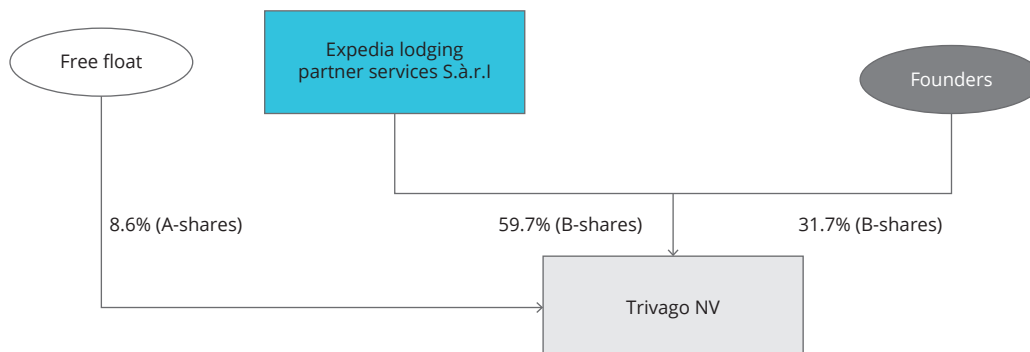 Free float
Expedia lodging
partner services S.à.r.l
Founders
8.6% (A-shares)
59.7% (B-shares)
31.7% (B-shares)
Trivago NV